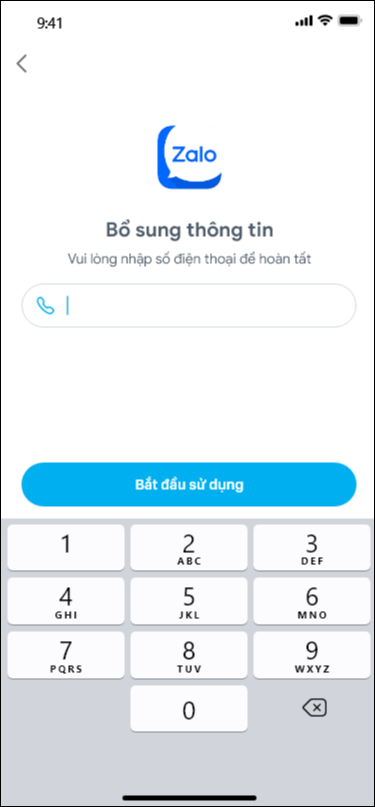 9:41
Zalo
Bổ sung thông tin
Vui lòng nhập số điện thoại để hoàn tất
Bắt đầu sử dụng
1 2 3
ABC DEF
4 5 6
GHI JKL MNO
7 8 9
PQRS TUV WXYZ
0